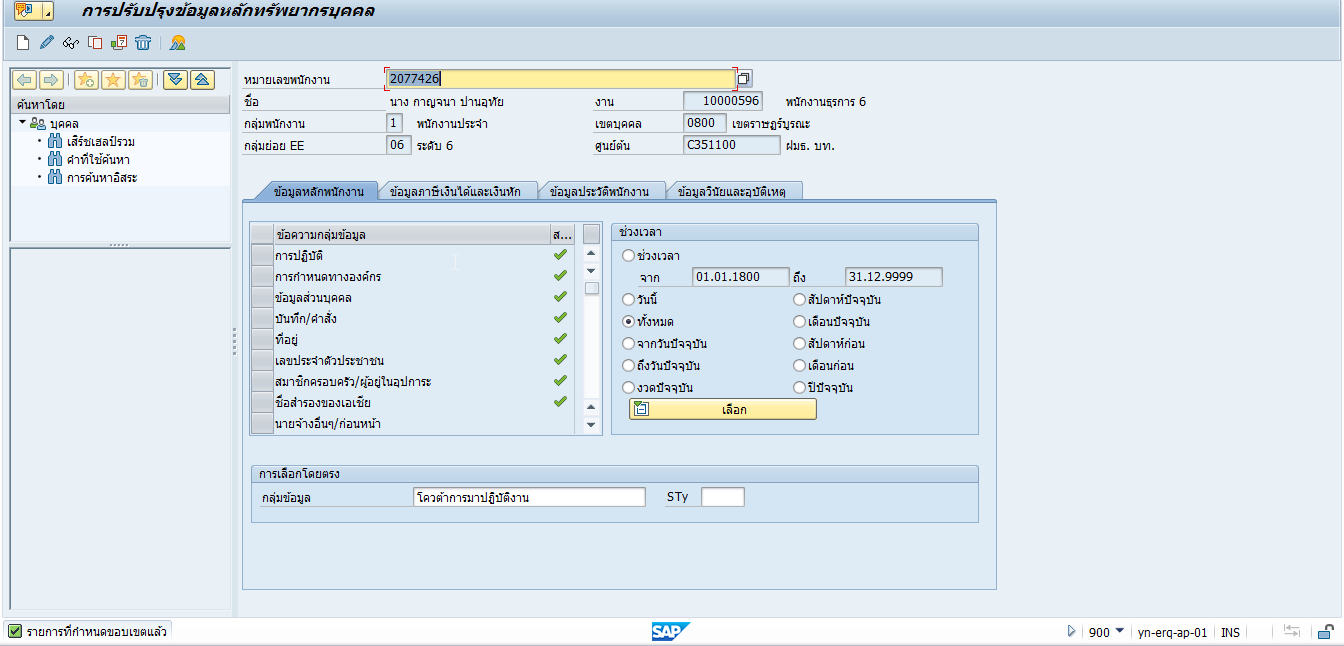 การปรับปรุงข้อมูลหลักทรัพยากรบุคคล
ค้นหาโดย
บุคคล
เสิร์ชเฮลป์รวม
คำที่ใช้ค้นหา
การค้นหาอิสระ
หมายเลขพนักงาน 2077426
ชื่อ นาง กาญจนา ปานอุทัย งาน 10000596 พนักงานธุรการ 6
กลุ่มพนักงาน 1 พนักงานประจำ เขตบุคคล 0800 เขตราษฎร์บูรณะ
กลุ่มย่อย EE 06 ระดับ 6 ศูนย์ต้น C351100 ฝมธ. บท.
ข้อมูลหลักพนักงาน ข้อมูลภาษีเงินได้และเงินหัก ข้อมูลประวัติพนักงาน ข้อมูลวินัยและอุบัติเหตุ
ข้อความกลุ่มข้อมูล ส...
การปฏิบัติ
การกำหนดทางองค์กร
ข้อมูลส่วนบุคคล
บันทึก/คำสั่ง
ที่อยู่
เลขประจำตัวประชาชน
สมาชิกครอบครัว/ผู้อยู่ในอุปการะ
ชื่อสำรองของเอเชีย
นายจ้างอื่นๆ/ก่อนหน้า
ช่วงเวลา
ช่วงเวลา
จาก 01.01.1800 ถึง 31.12.9999
วันนี้ สัปดาห์ปัจจุบัน
ทั้งหมด เดือนปัจจุบัน
จากวันปัจจุบัน สัปดาห์ก่อน
ถึงวันปัจจุบัน เดือนก่อน
งวดปัจจุบัน ปีปัจจุบัน
เลือก
การเลือกโดยตรง
กลุ่มข้อมูล โควต้าการมาปฏิบัติงาน STy
รายการที่กำหนดขอบเขตแล้ว SAP 900 yn-erq-ap-01 INS